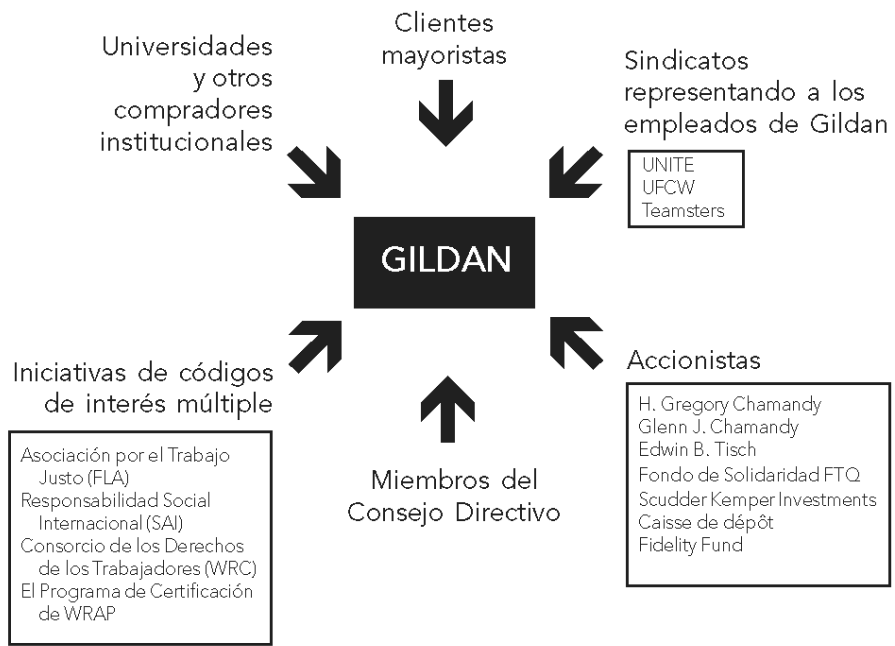 Universidades
y otros
compradores
institucionales
Clientes
mayoristas
Sindicatos
representando a los
empleados de Gildan
UNITE
UFCW
Teamsters
GILDAN
Iniciativas de códigos
de interés múltiple
Asociación por el Trabajo
Justo (FLA)
Responsabilidad Social
Internacional (SAI)
Consorcio de los Derechos
de los Trabajadores (WRC)
El Programa de Certificación
de WRAP
Miembros del
Consejo Directivo
Accionistas
H. Gregory Chamandy
Glenn J. Chamandy
Edwin B. Tisch
Fondo de Solidaridad FTQ
Scudder Kemper Investments
Caisse de dépôt
Fidelity Fund